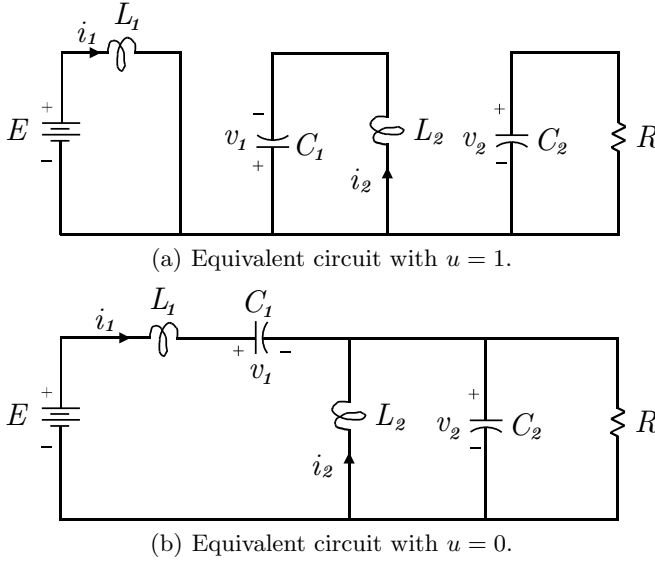 i1 L1
E + − − v1 + C1 L2 i2 + v2 − C2 R
(a) Equivalent circuit with u = 1.
i1 L1 C1
+ v1 −
E + − L2 i2 + v2 − C2 R
(b) Equivalent circuit with u = 0.